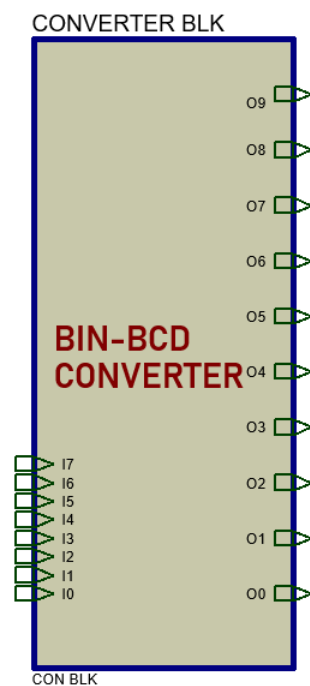 CONVERTER BLK
O9
O8
O7
O6
O5
BIN-BCD
CONVERTER
O4
O3
I7
I6
O2
I5
I4
I3
O1
I2
I1
I0
O0
CON BLK